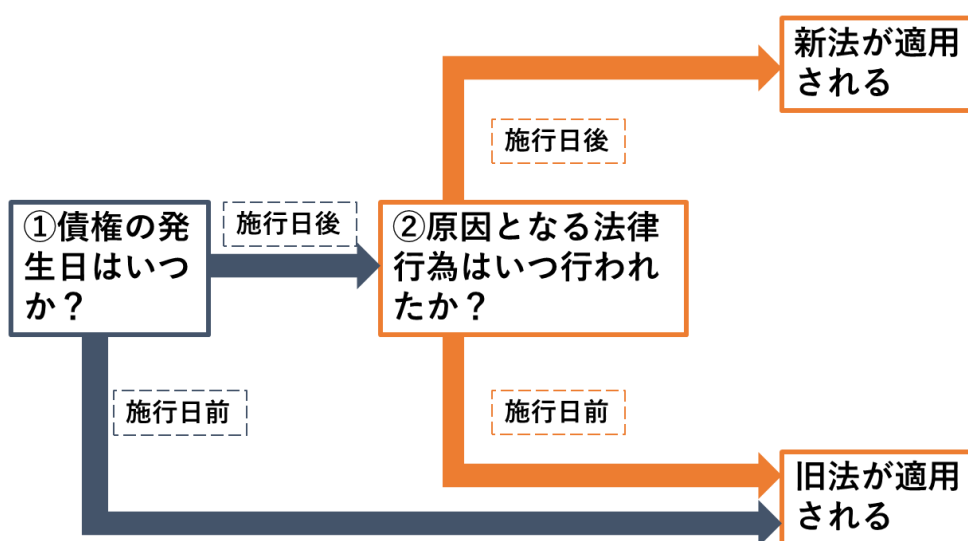 新法が適用
される
施行日後
①債権の発
生日はいつ
か？
施行日後
②原因となる法律
行為はいつ行われ
たか？
施行日前
施行日前
旧法が適用
される